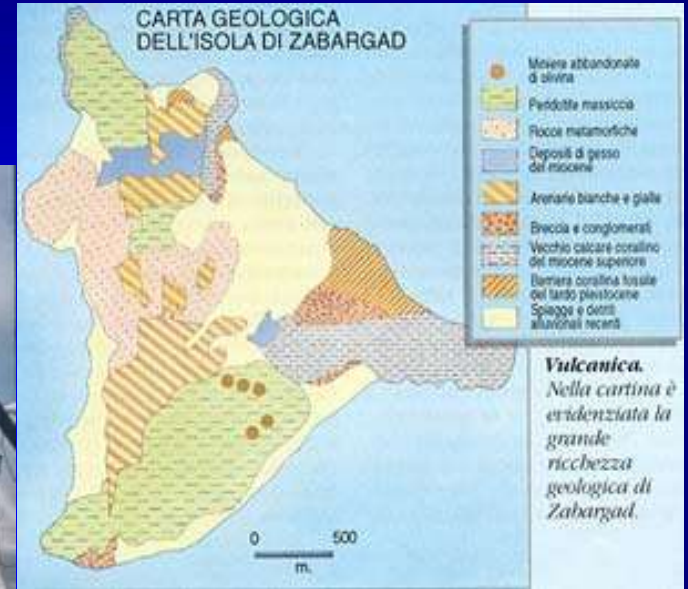 CARTA GEOLOGICA
DELL'ISOLA DI ZABARGAD
Miniere abbandonate
di olivina
Peridotite massiccia
Rocce metamorfiche
Depositi di gesso
del miocene
Arenarie bianche e gialle
Breccia e conglomerati
Vecchio calcare corallino
del miocene superiore
Barriera corallina fossile
del tardo pleistocene
Spiagge e detriti
alluvionali recenti
Vulcanica.
Nella cartina è
evidenziata la
grande
ricchezza
geologica di
Zabargad.
0 500
m.